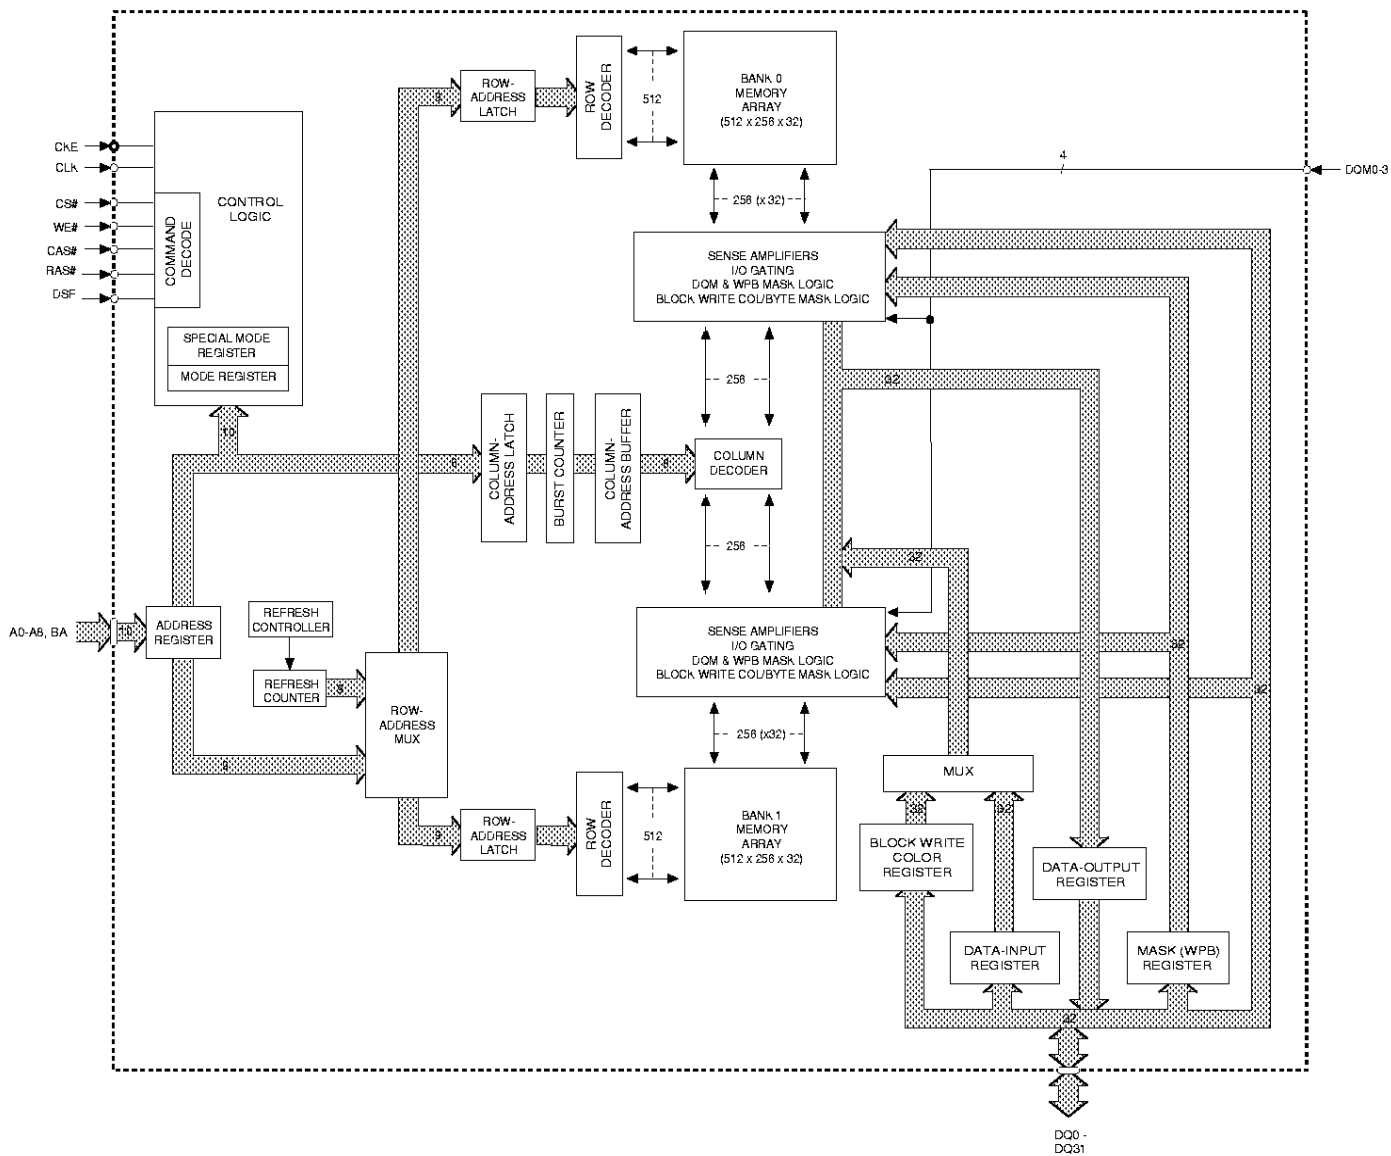 BANK 0
MEMORY
ARRAY
(512 x 256 x 32)
ROW
DECODER
512
ROW-
ADDRESS
LATCH
9
CKE
CLK
CS#
WE#
CAS#
RAS#
DSF
CONTROL
LOGIC
COMMAND
DECODE
SPECIAL MODE
REGISTER
MODE REGISTER
10
4
DQM0-3
256 (x 32)
SENSE AMPLIFIERS
I/O GATING
DQM & WPB MASK LOGIC
BLOCK WRITE COL/BYTE MASK LOGIC
256
32
8
COLUMN-
ADDRESS LATCH
BURST COUNTER
COLUMN-
ADDRESS BUFFER
8
COLUMN
DECODER
256
32
A0-A8, BA
10
ADDRESS
REGISTER
REFRESH
CONTROLLER
REFRESH
COUNTER
9
ROW-
ADDRESS
MUX
9
SENSE AMPLIFIERS
I/O GATING
DQM & WPB MASK LOGIC
BLOCK WRITE COL/BYTE MASK LOGIC
32
32
256 (x32)
9
ROW-
ADDRESS
LATCH
ROW
DECODER
512
BANK 1
MEMORY
ARRAY
(512 x 256 x 32)
MUX
32
32
BLOCK WRITE
COLOR
REGISTER
DATA-OUTPUT
REGISTER
DATA-INPUT
REGISTER
MASK (WPB)
REGISTER
32
DQ0 -
DQ31